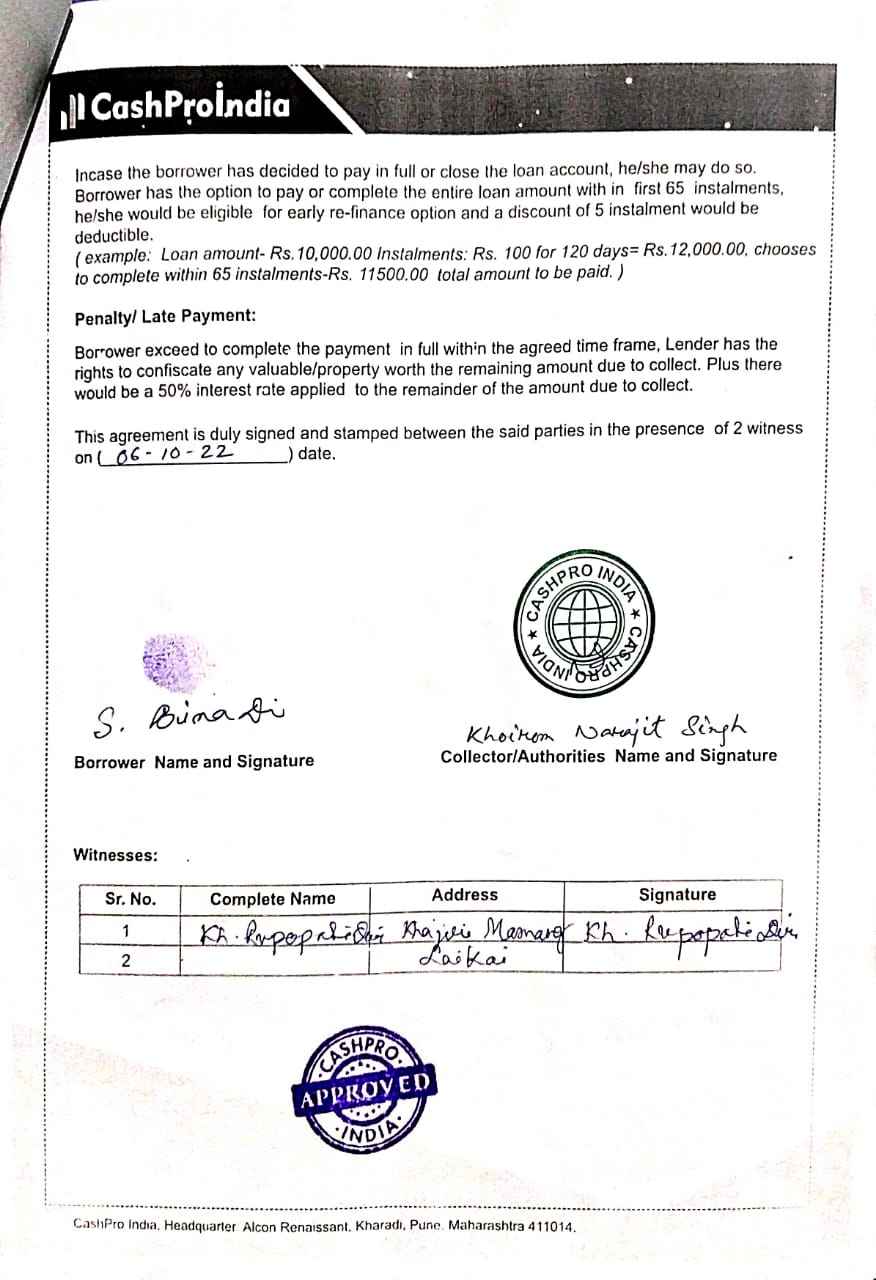 CashProIndia
Incase the borrower has decided to pay in full or close the loan account, he/she may do so.
Borrower has the option to pay or complete the entire loan amount with in first 65 instalments,
he/she would be eligible for early re-finance option and a discount of 5 instalment would be
deductible.
( example: Loan amount- Rs.10,000.00 Instalments: Rs. 100 for 120 days= Rs.12,000.00, chooses
to complete within 65 instalments-Rs. 11500.00 total amount to be paid. )
Penalty/ Late Payment:
Borrower exceed to complete the payment in full within the agreed time frame, Lender has the
rights to confiscate any valuable/property worth the remaining amount due to collect. Plus there
would be a 50% interest rate applied to the remainder of the amount due to collect.
This agreement is duly signed and stamped between the said parties in the presence of 2 witness
on ( 06-10-22 ) date.
CASHPRO INDIA ★ CASHPRO INDIA ★
S. Bina Di
Khoirom Narajit Singh
Borrower Name and Signature
Collector/Authorities Name and Signature
Witnesses:
Sr. No. Complete Name Address Signature
1 Kh. Mamang Kh.
2 Laikai
CASHPRO
APPROVED
INDIA
CashPro India, Headquarter Alcon Renaissant, Kharadi, Pune. Maharashtra 411014.